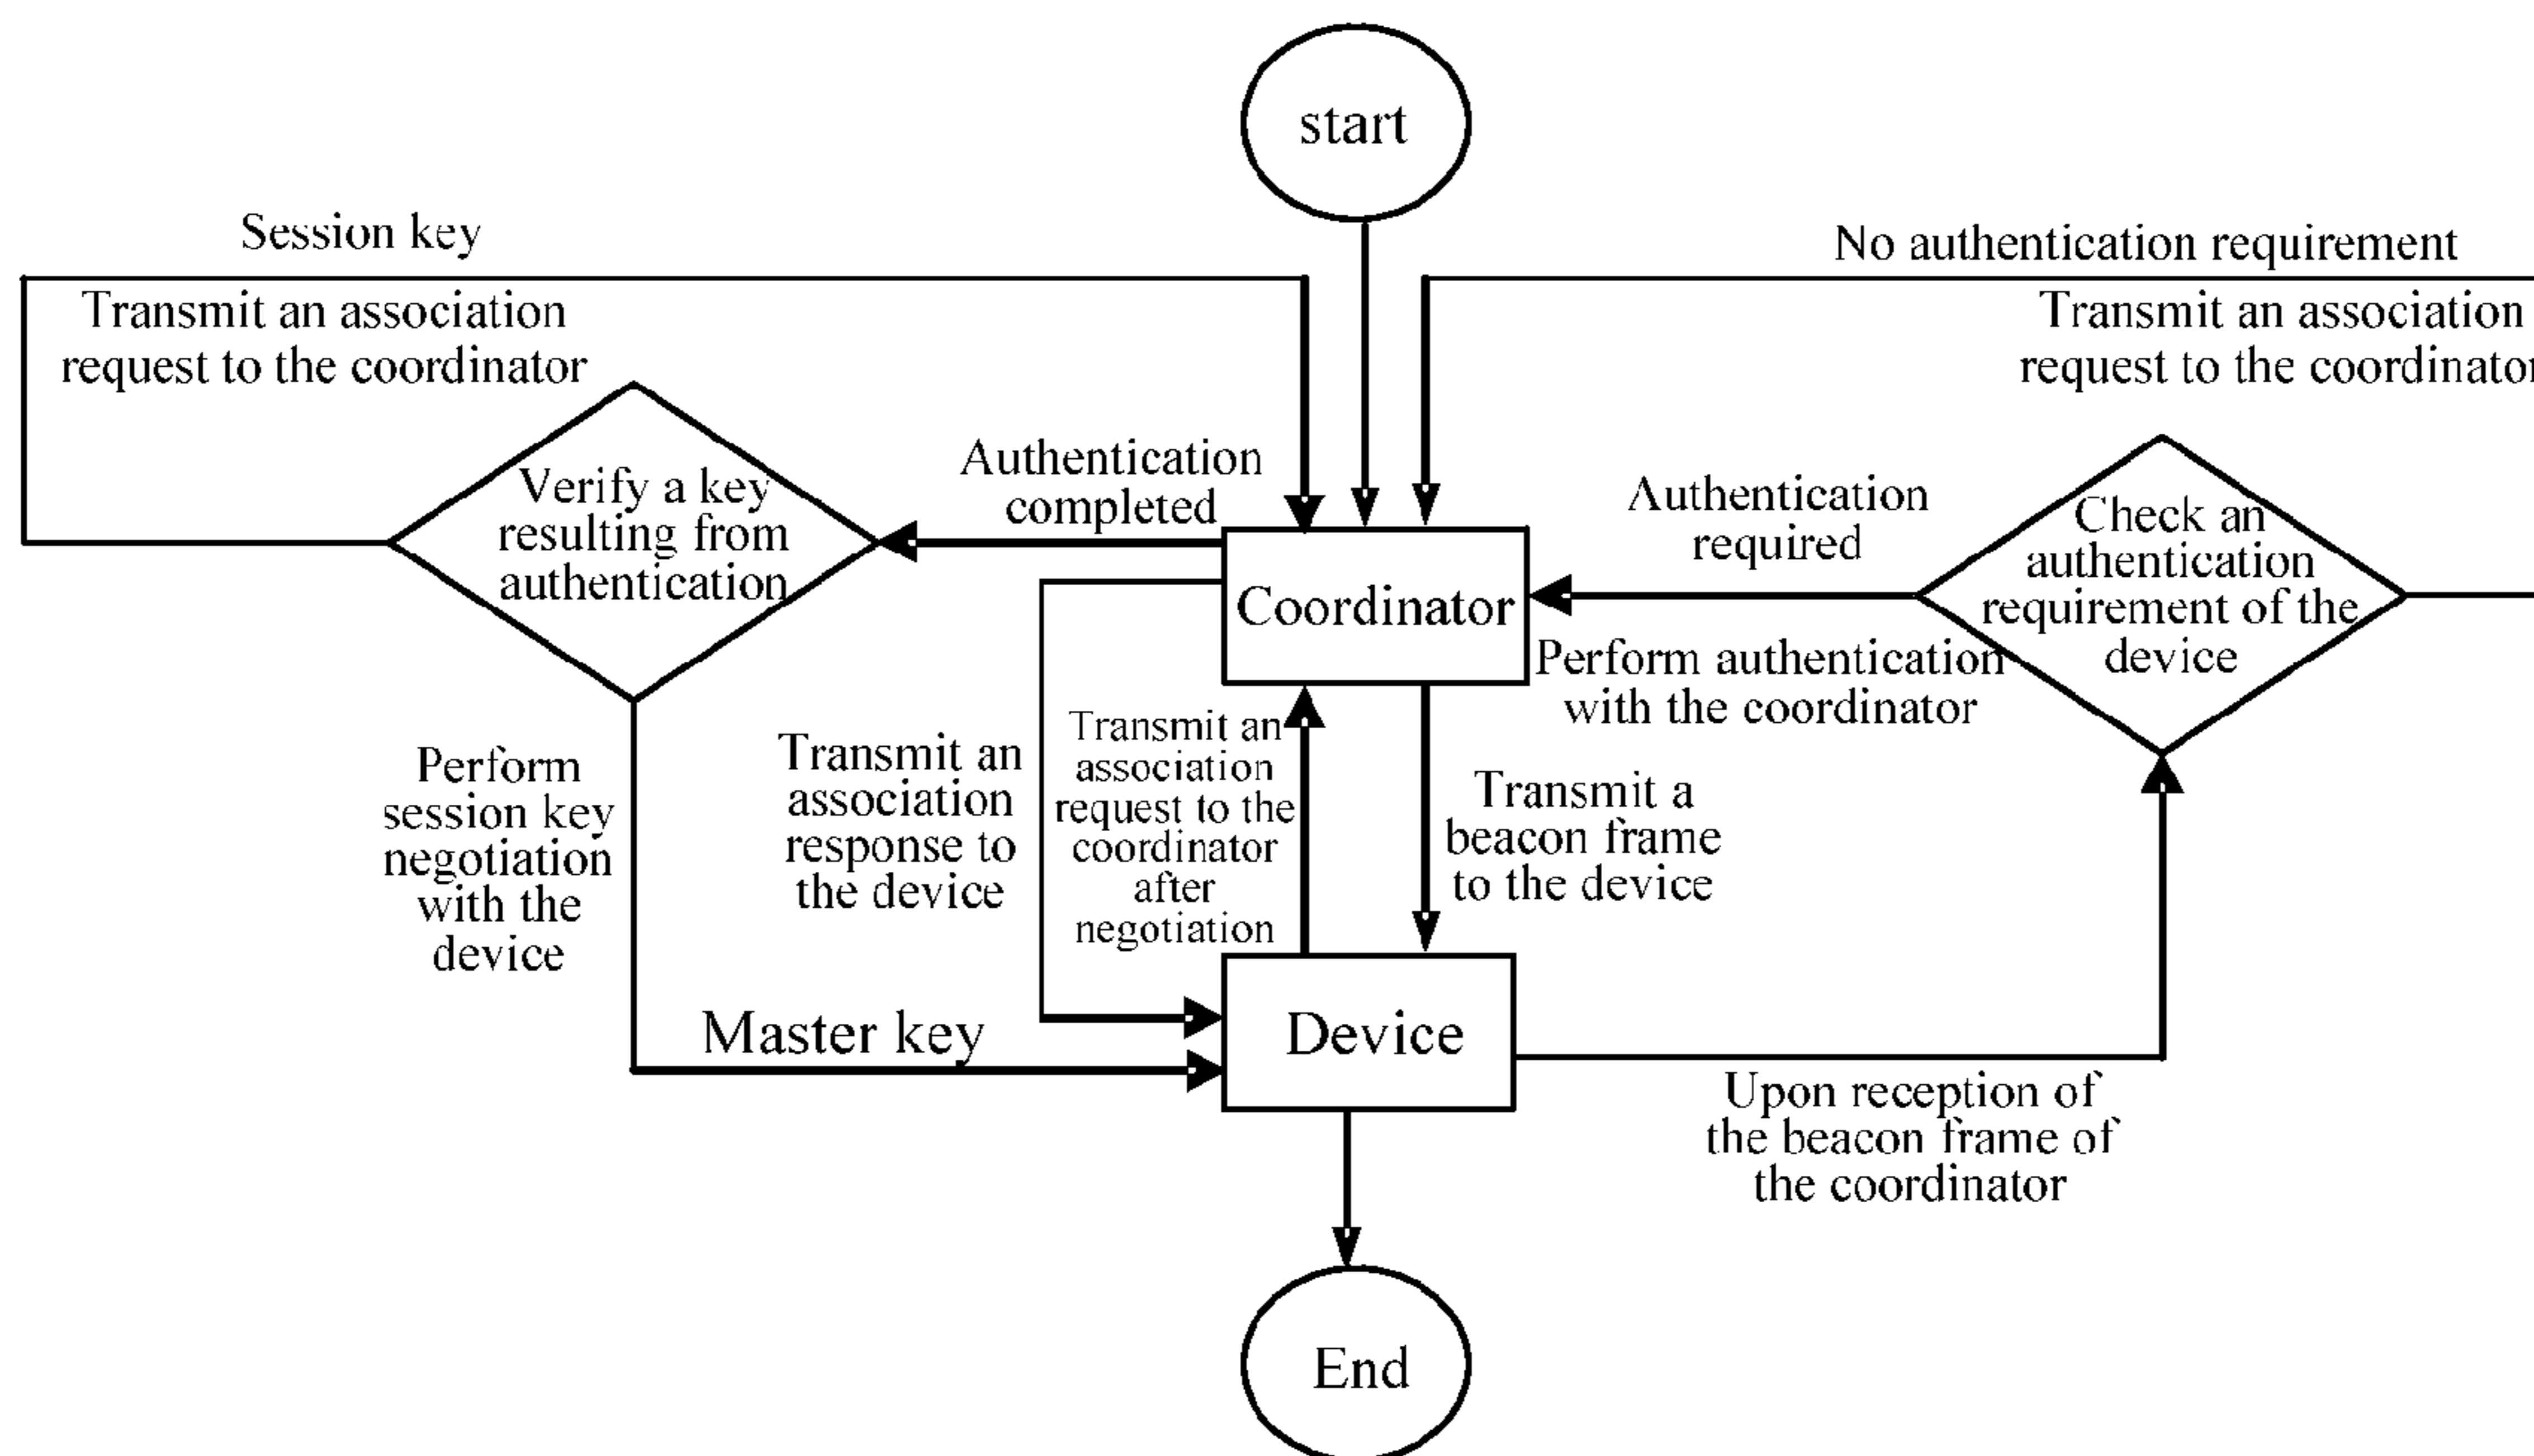 start
Session key
No authentication requirement
Transmit an association
request to the coordinator
Transmit an association
request to the coordinator
Verify a key
resulting from
authentication
Authentication
completed
Coordinator
Authentication
required
Perform authentication
with the coordinator
Check an
authentication
requirement of the
device
Perform
session key
negotiation
with the
device
Transmit an
association
response to
the device
Transmit an
association
request to the
coordinator
after
negotiation
Transmit a
beacon frame
to the device
Master key
Device
Upon reception of
the beacon frame of
the coordinator
End